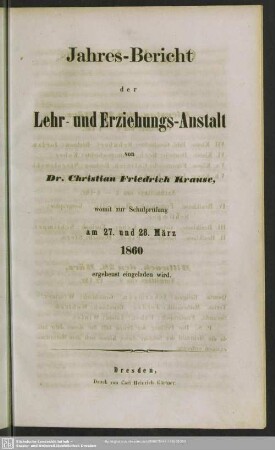 Jahres-Bericht
der
Lehr- und Erziehungs-Anstalt
von
Dr. Christian Friedrich Krause,
womit zur Schulprüfung
am 27. und 28. März
1860
ergebenst eingeladen wird.
Dresden,
Druck von Carl Heinrich Gärtner.